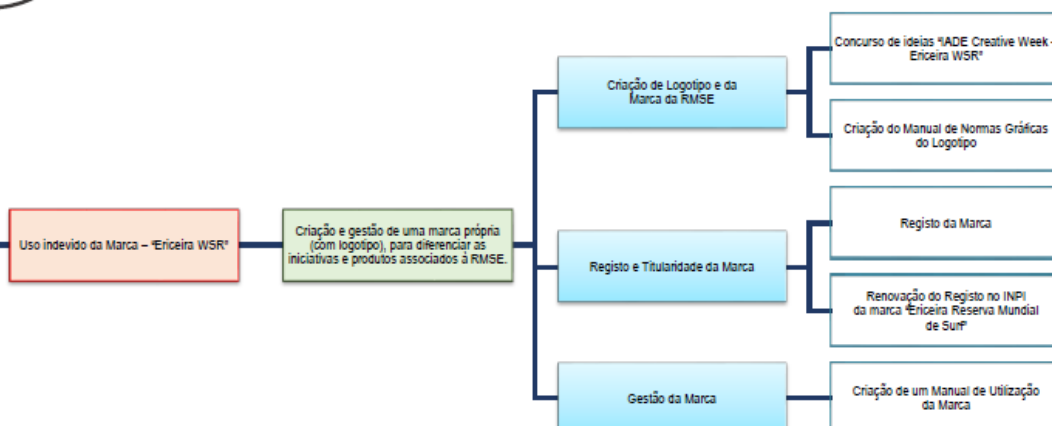 Uso indevido da Marca – “Ericeira WSR”
Criação e gestão de uma marca própria
(com logotipo), para diferenciar as
iniciativas e produtos associados à RMSE.
Criação de Logotipo e da
Marca da RMSE
Concurso de ideias “IADE Creative Week -
Ericeira WSR”
Criação do Manual de Normas Gráficas
do Logotipo
Registo e Titularidade da Marca
Registo da Marca
Renovação do Registo no INPI
da marca “Ericeira Reserva Mundial
de Surf”
Gestão da Marca
Criação de um Manual de Utilização
da Marca